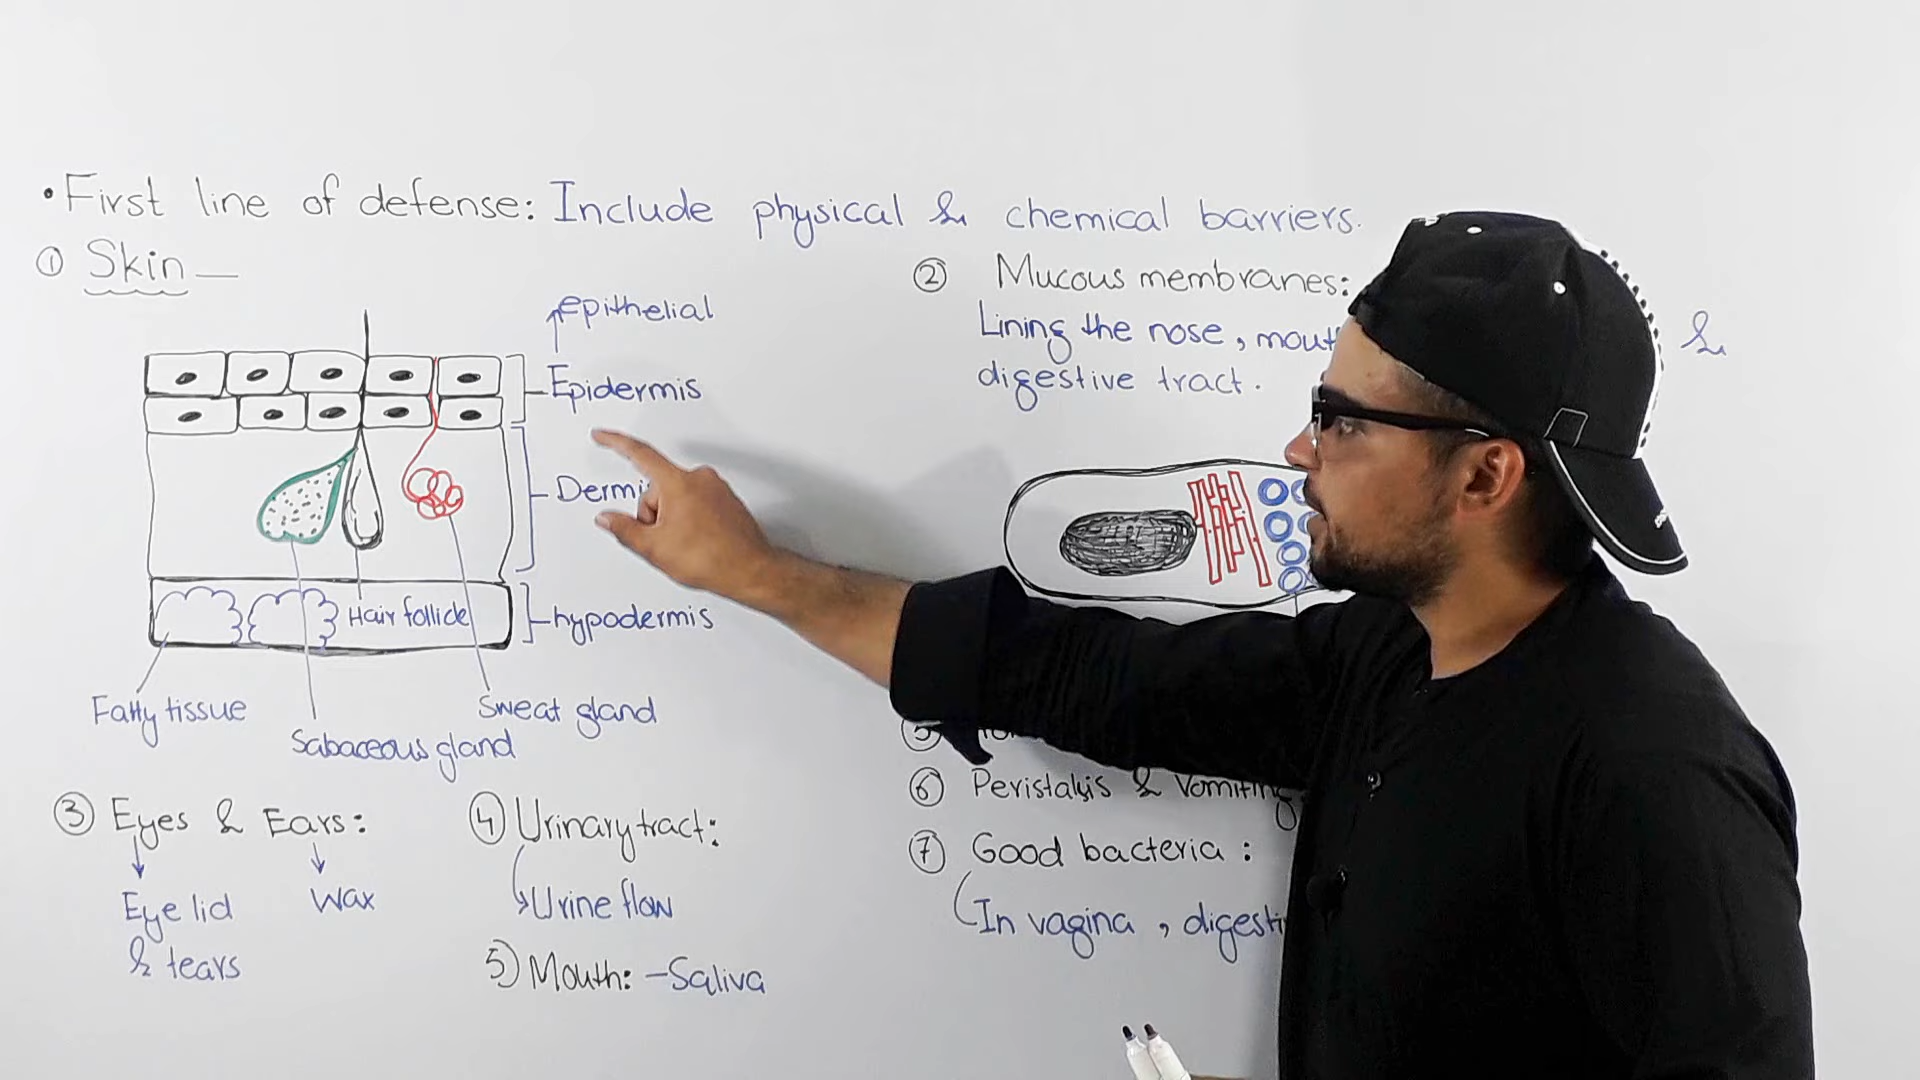 • First line of defense: Include physical & chemical barriers.
① Skin —
epithelial
Epidermis
Hair follicle
hypodermis
Fatty tissue
Sabaceous gland
Sweat gland
② Mucous membranes:
Lining the nose, &
digestive tract.
③ Eyes & Ears:
Eye lid
& tears
Wax
④ Urinary tract:
Urine flow
⑤ Mouth: – Saliva
⑥ Peristalsis & Vomiting
⑦ Good bacteria :
In vagina,